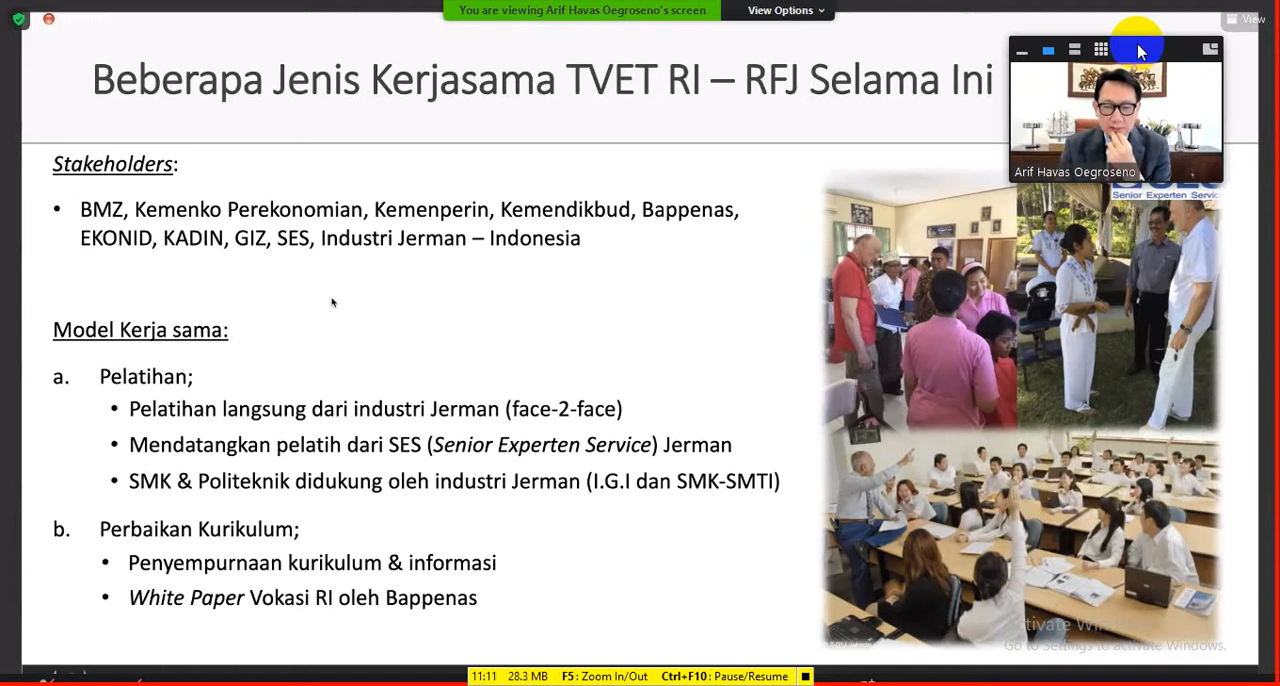 You are viewing Arif Havas Oegroseno's screen
View Options
View
Beberapa Jenis Kerjasama TVET RI – RFJ Selama Ini
Arif Havas Oegroseno
Stakeholders:
• BMZ, Kemenko Perekonomian, Kemenperin, Kemendikbud, Bappenas,
EKONID, KADIN, GIZ, SES, Industri Jerman – Indonesia
Senior Experten Servic
Model Kerja sama:
a. Pelatihan;
• Pelatihan langsung dari industri Jerman (face-2-face)
• Mendatangkan pelatih dari SES (Senior Experten Service) Jerman
• SMK & Politeknik didukung oleh industri Jerman (I.G.I dan SMK-SMTI)
b. Perbaikan Kurikulum;
• Penyempurnaan kurikulum & informasi
• White Paper Vokasi RI oleh Bappenas
Go to Settings to activate Windows.
11:11 28.3 MB F5: Zoom In/Out Ctrl+F10: Pause/Resume